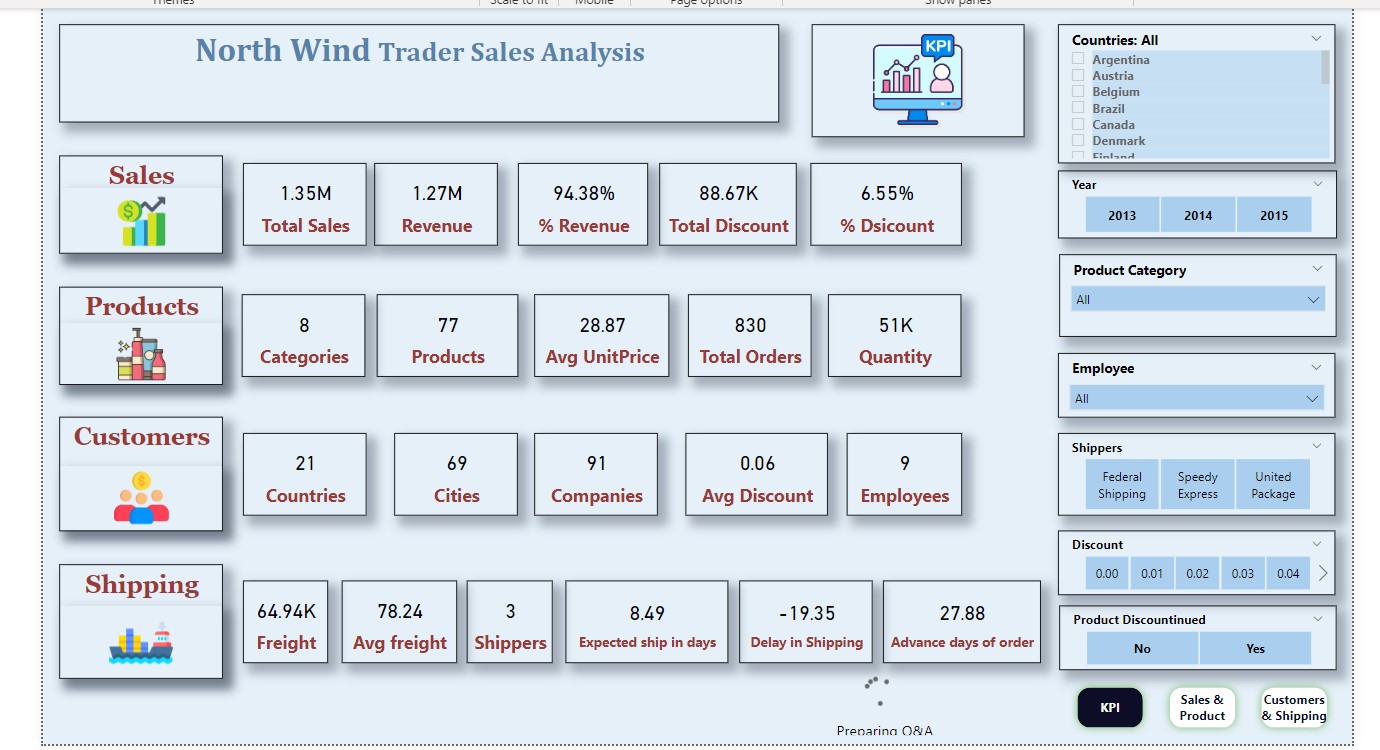 Themes
Scale to fit
Mobile
Page options
Show panes
North Wind Trader Sales Analysis
KPI
Countries: All
Argentina
Austria
Belgium
Brazil
Canada
Denmark
Finland
Sales
1.35M
Total Sales
1.27M
Revenue
94.38%
% Revenue
88.67K
Total Discount
6.55%
% Dsicount
Year
2013
2014
2015
Products
8
Categories
77
Products
28.87
Avg UnitPrice
830
Total Orders
51K
Quantity
Product Category
All
Employee
All
Customers
21
Countries
69
Cities
91
Companies
0.06
Avg Discount
9
Employees
Shippers
Federal
Shipping
Speedy
Express
United
Package
Shipping
64.94K
Freight
78.24
Avg freight
3
Shippers
8.49
Expected ship in days
-19.35
Delay in Shipping
27.88
Advance days of order
Discount
0.00
0.01
0.02
0.03
0.04
Product Discountinued
No
Yes
Preparing Q&A
KPI
Sales &
Product
Customers
& Shipping